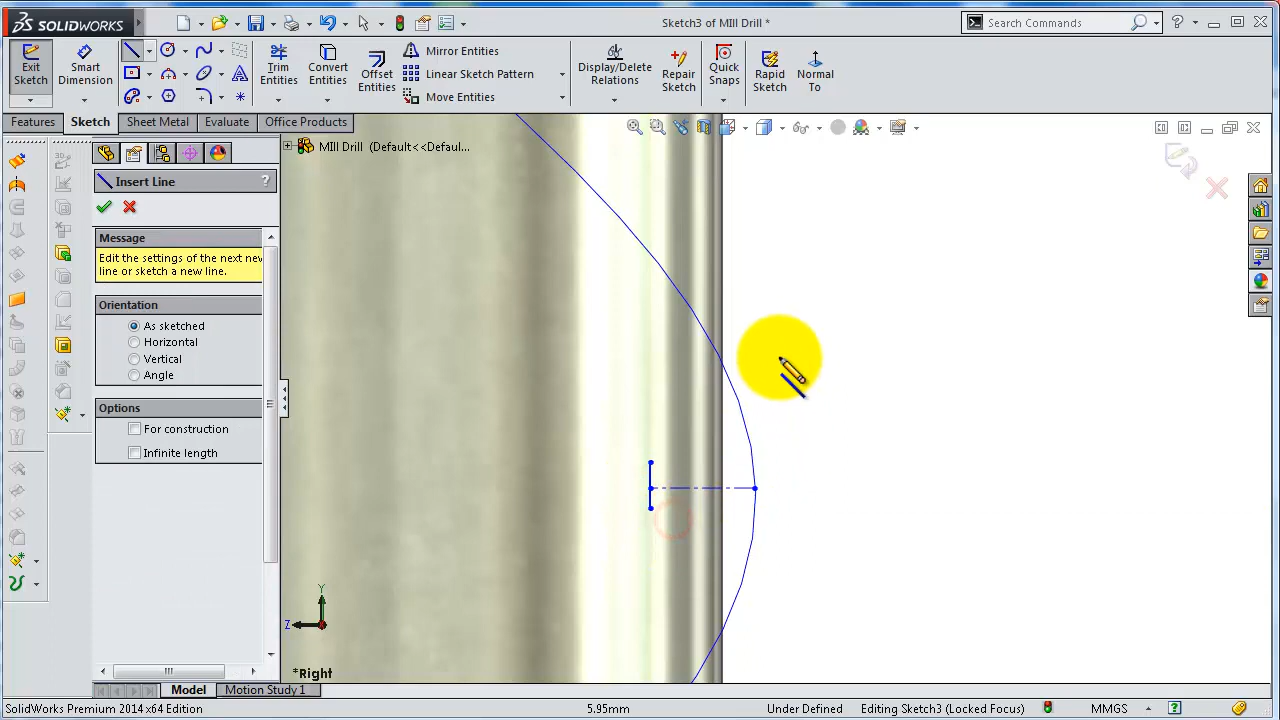 SOLIDWORKS
Sketch3 of MIll Drill *
Search Commands
Exit Sketch
Smart Dimension
Trim Entities
Convert Entities
Offset Entities
Mirror Entities
Linear Sketch Pattern
Move Entities
Display/Delete Relations
Repair Sketch
Quick Snaps
Rapid Sketch
Normal To
Features
Sketch
Sheet Metal
Evaluate
Office Products
MIll Drill (Default<<Defaul...
Insert Line
?
Message
Edit the settings of the next new
line or sketch a new line.
Orientation
As sketched
Horizontal
Vertical
Angle
Options
For construction
Infinite length
Y
Z
*Right
Model
Motion Study 1
SolidWorks Premium 2014 x64 Edition
5.95mm
Under Defined
Editing Sketch3 (Locked Focus)
MMGS